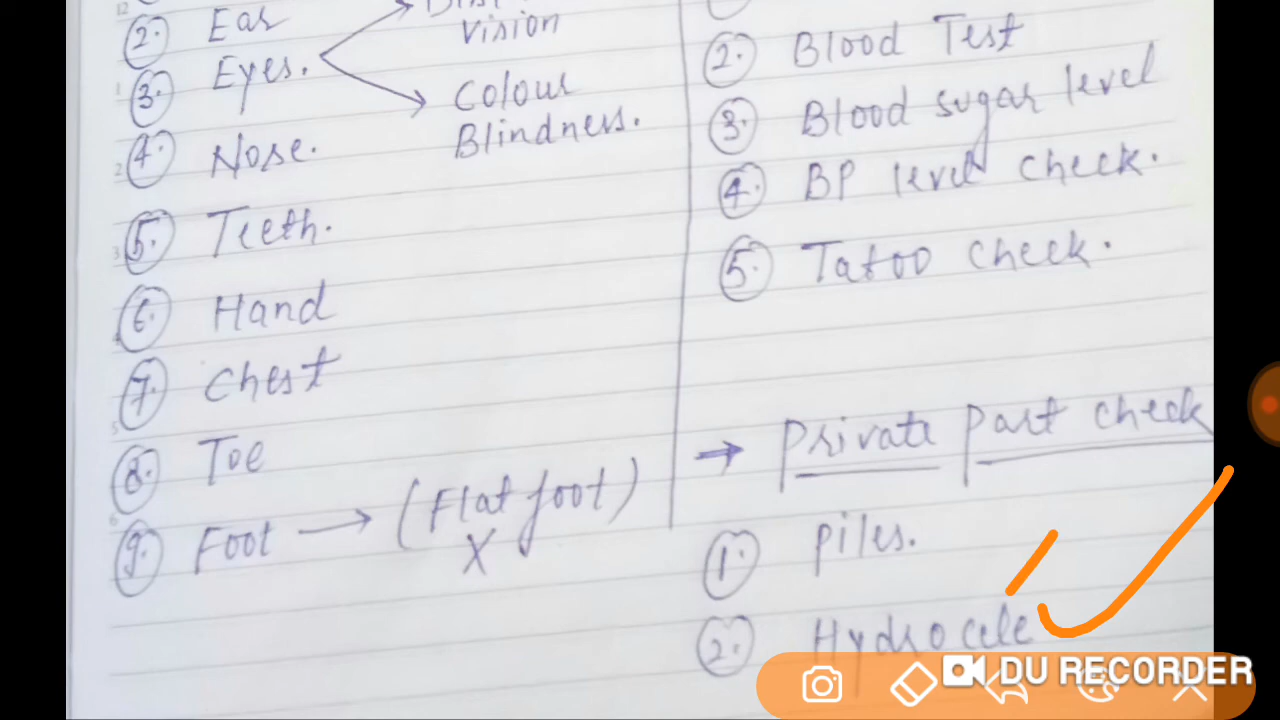 2. Ear
vision
3. Eyes.
Colour
Blindness.
4. Nose.
5. Teeth.
6. Hand
7. Chest
8. Toe
9. Foot → (Flat foot)
X
2. Blood Test
3. Blood sugar level
4. BP level check.
5. Tatoo check.
→ Private Part check
1. Piles.
2. Hydrocele
DU RECORDER